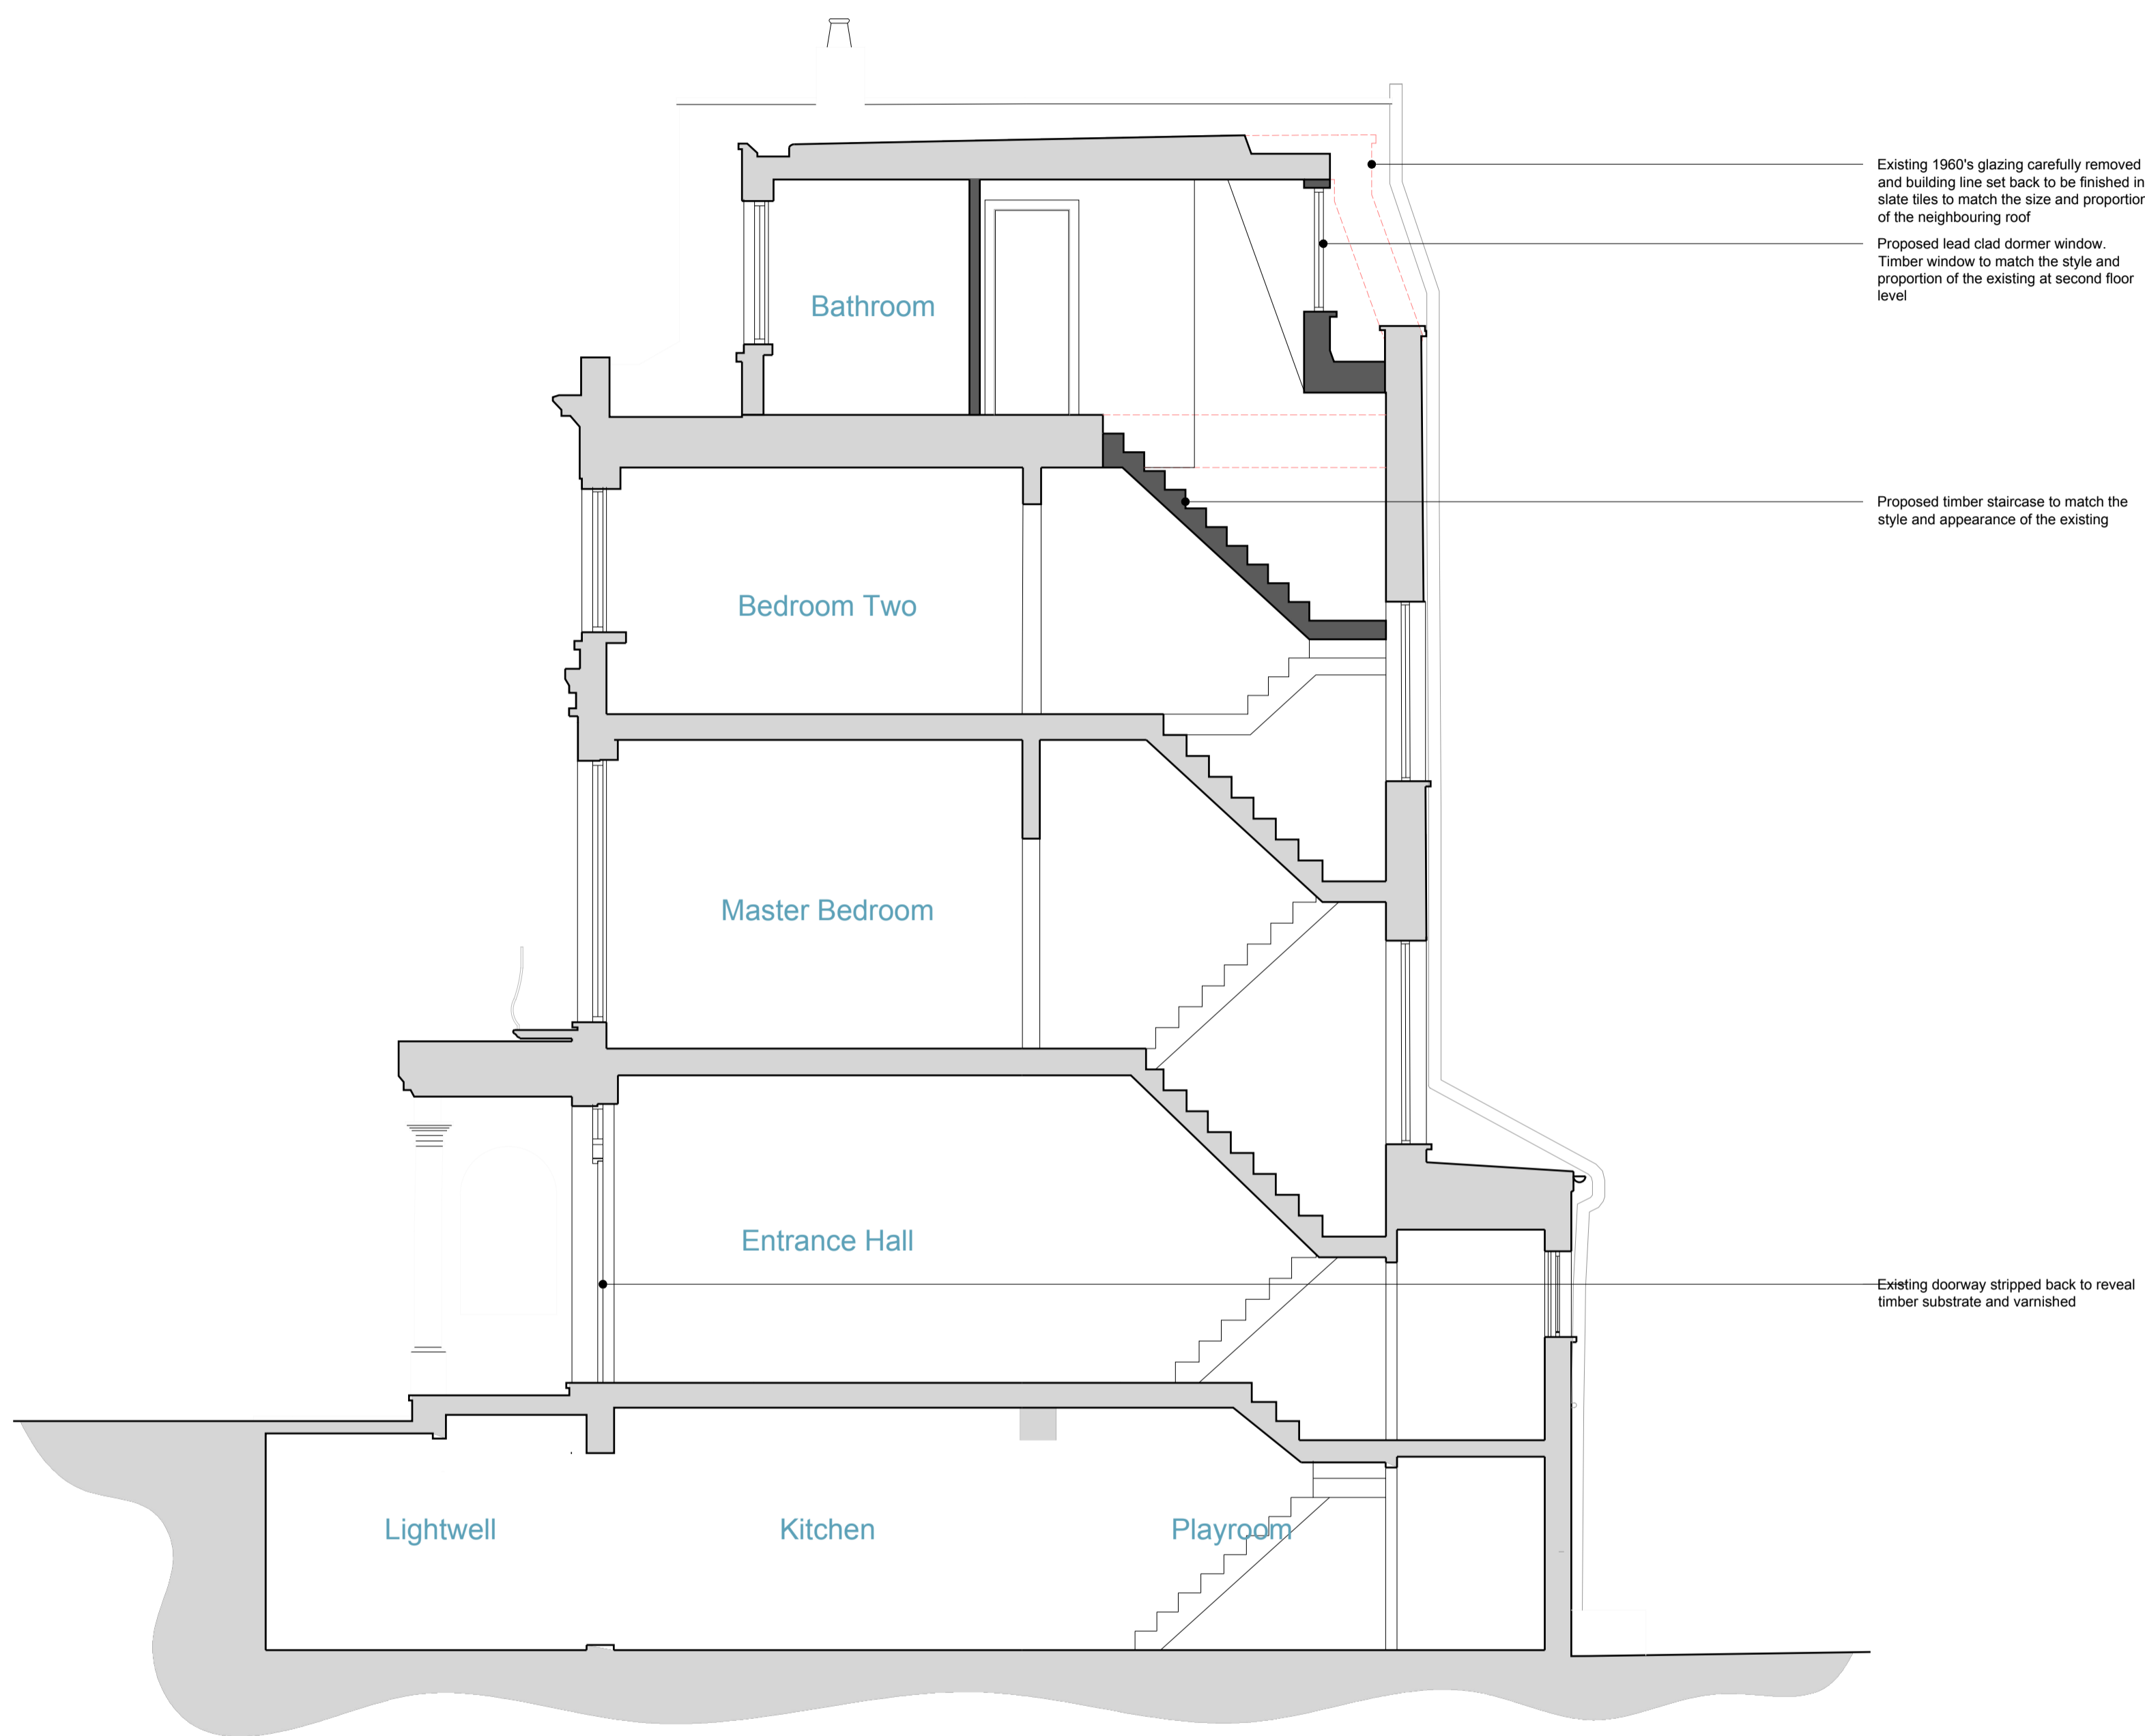 Existing 1960's glazing carefully removed
and building line set back to be finished in
slate tiles to match the size and proportion
of the neighbouring roof
Proposed lead clad dormer window.
Timber window to match the style and
proportion of the existing at second floor
level
Bathroom
Proposed timber staircase to match the
style and appearance of the existing
Bedroom Two
Master Bedroom
Entrance Hall
Existing doorway stripped back to reveal
timber substrate and varnished
Lightwell
Kitchen
Playroom